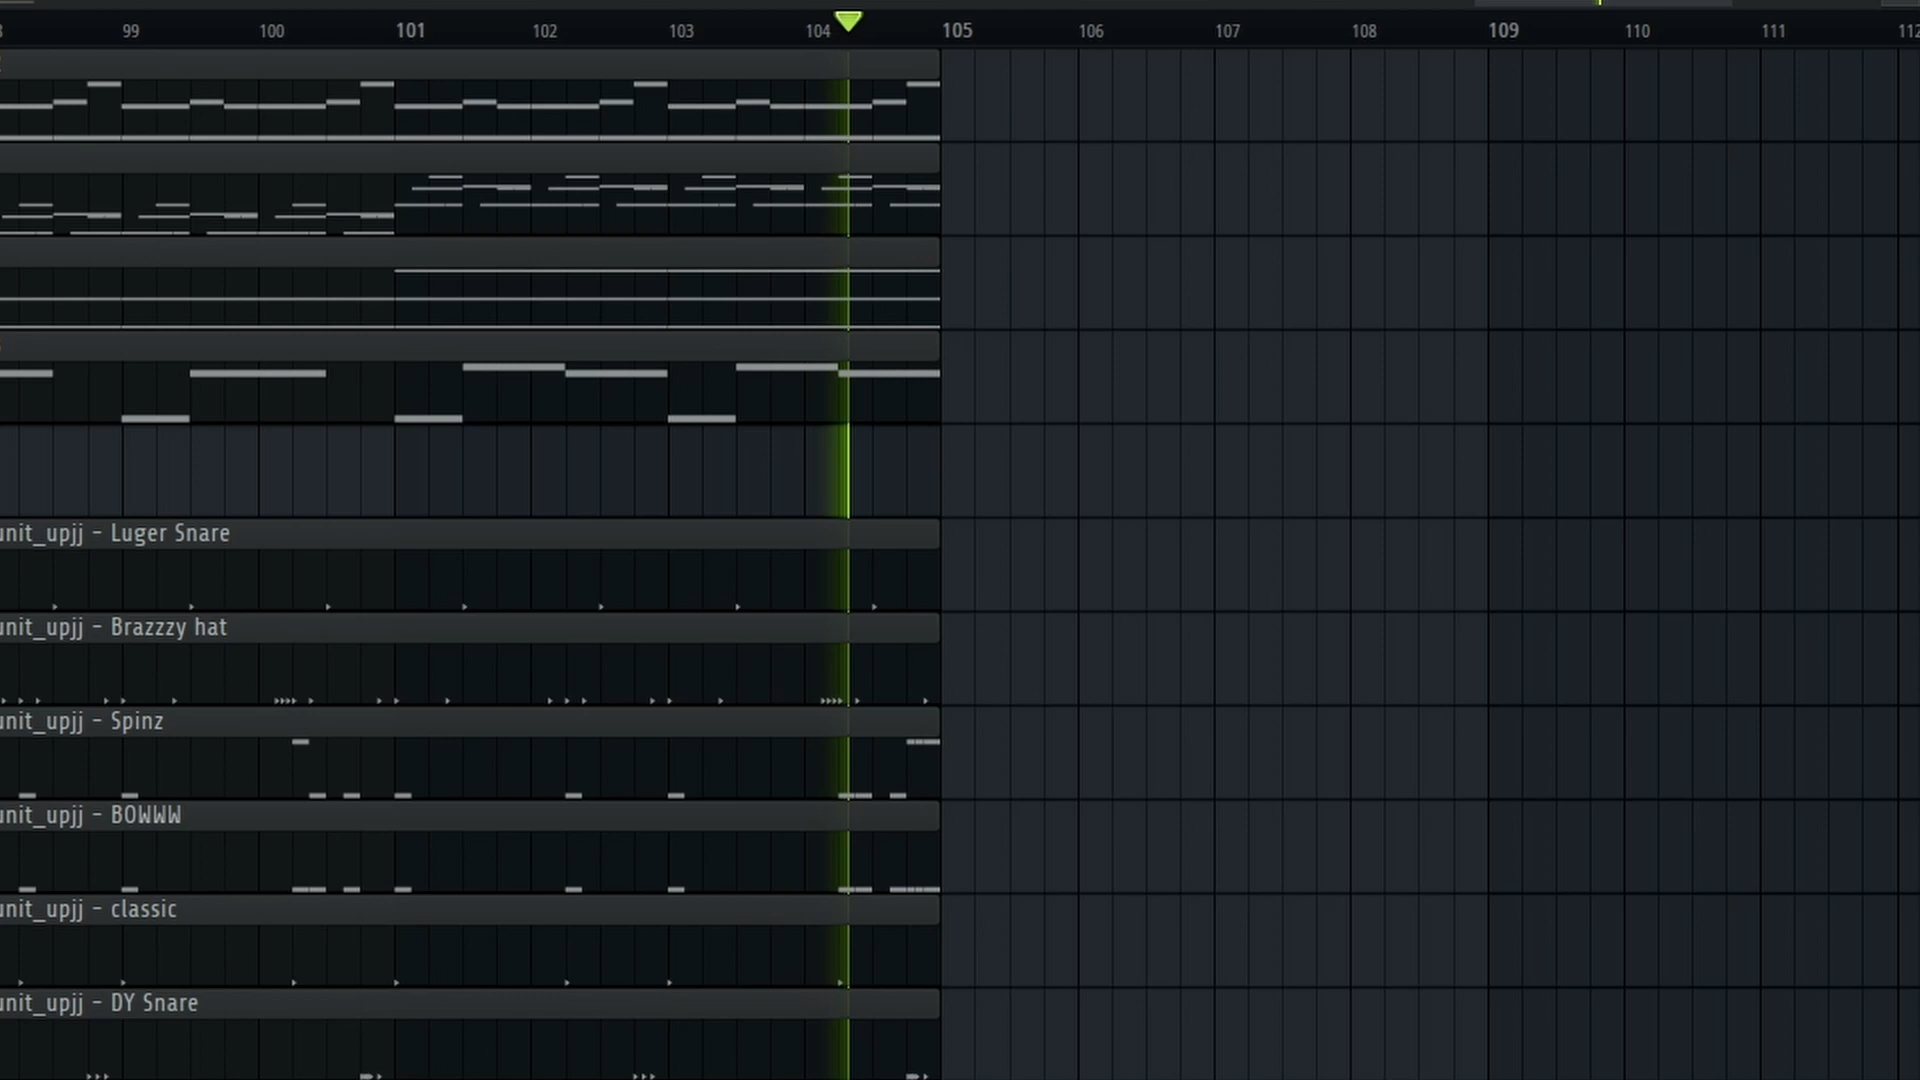 99 100 101 102 103 104 105 106 107 108 109 110 111 112
unit_upjj - Luger Snare
unit_upjj - Brazzzy hat
unit_upjj - Spinz
unit_upjj - BOWWW
unit_upjj - classic
unit_upjj - DY Snare